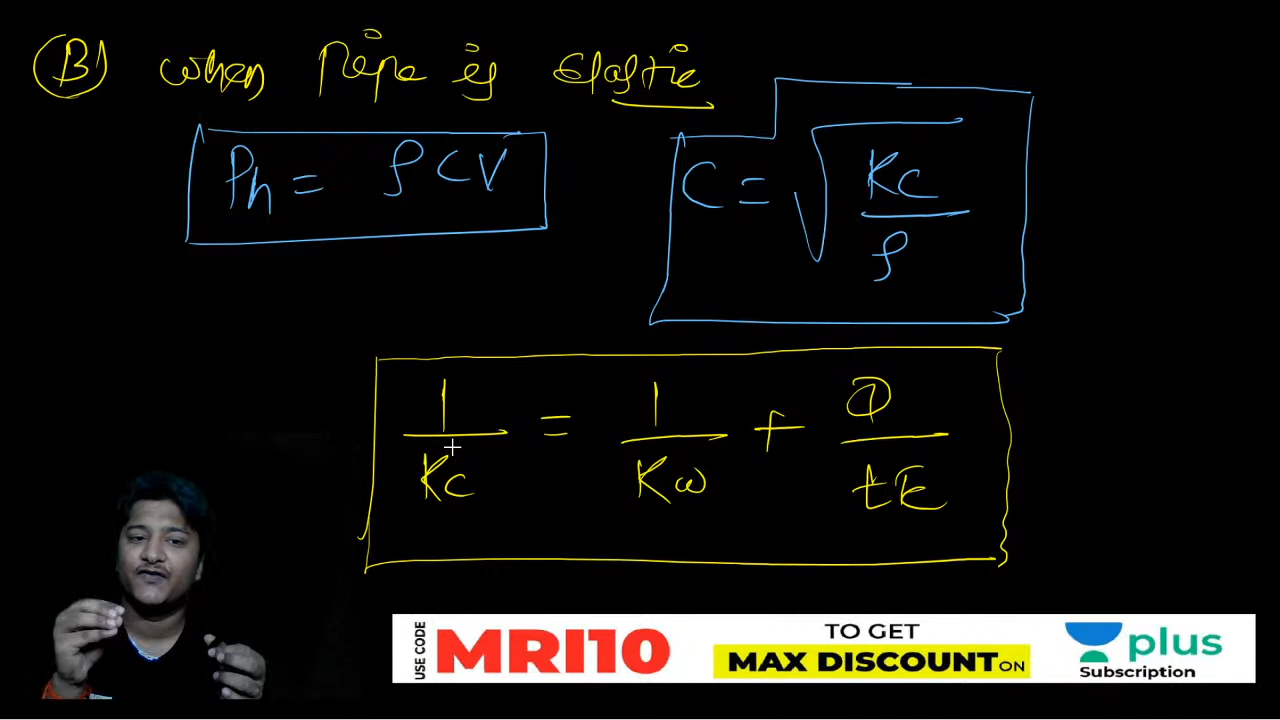 (B) when Pipe is Elastic
Ph = ρCV
C = √(Kc/ρ)
1/Kc = 1/Kω + D/tE
USE CODE MRI10 TO GET MAX DISCOUNT ON plus Subscription